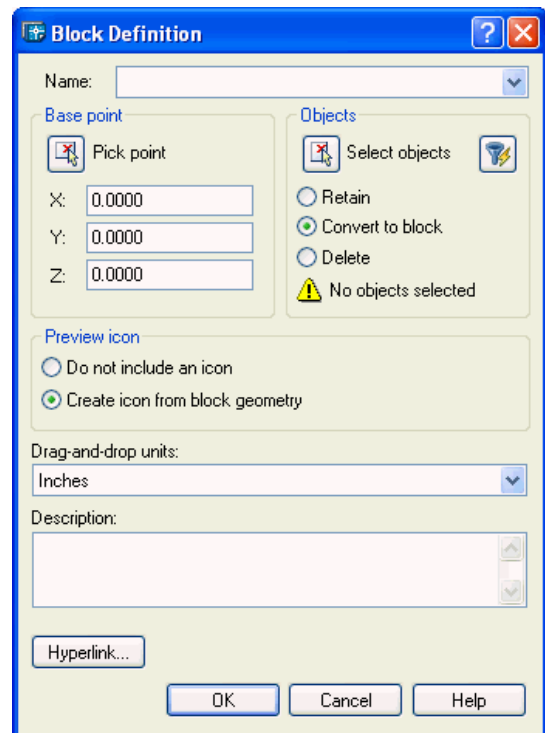 Block Definition
Name:
Base point
Pick point
X: 0.0000
Y: 0.0000
Z: 0.0000
Objects
Select objects
Retain
Convert to block
Delete
No objects selected
Preview icon
Do not include an icon
Create icon from block geometry
Drag-and-drop units:
Inches
Description:
Hyperlink...
OK Cancel Help